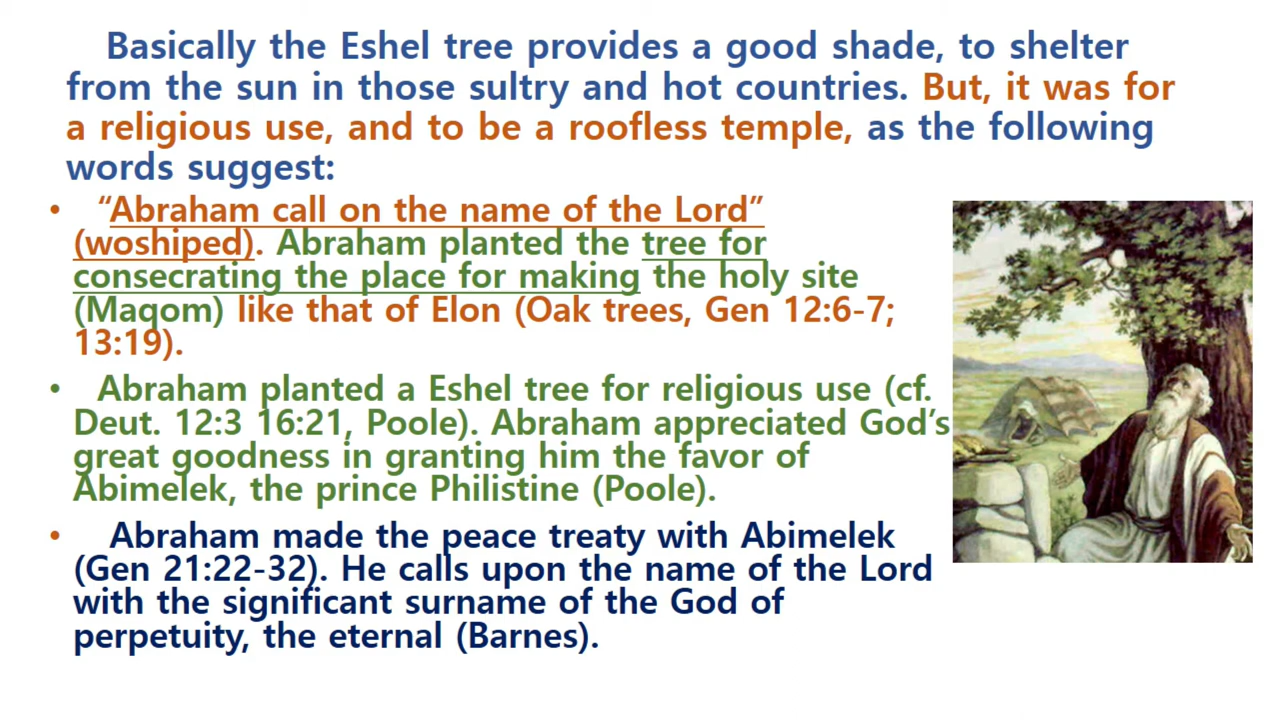 Basically the Eshel tree provides a good shade, to shelter
from the sun in those sultry and hot countries. But, it was for
a religious use, and to be a roofless temple, as the following
words suggest:
• “Abraham call on the name of the Lord”
(woshiped). Abraham planted the tree for
consecrating the place for making the holy site
(Maqom) like that of Elon (Oak trees, Gen 12:6-7;
13:19).
• Abraham planted a Eshel tree for religious use (cf.
Deut. 12:3 16:21, Poole). Abraham appreciated God’s
great goodness in granting him the favor of
Abimelek, the prince Philistine (Poole).
• Abraham made the peace treaty with Abimelek
(Gen 21:22-32). He calls upon the name of the Lord
with the significant surname of the God of
perpetuity, the eternal (Barnes).